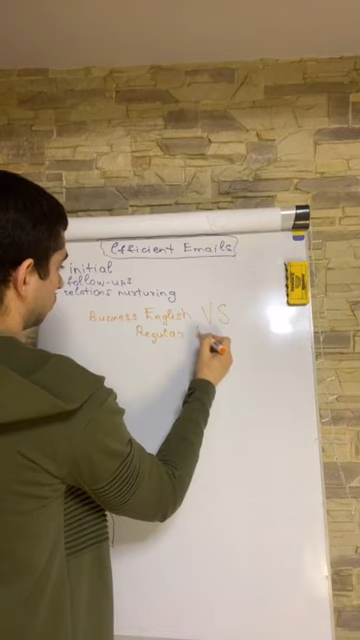 Efficient Emails
initial
follow-ups
relations nurturing
Business English VS
Regular